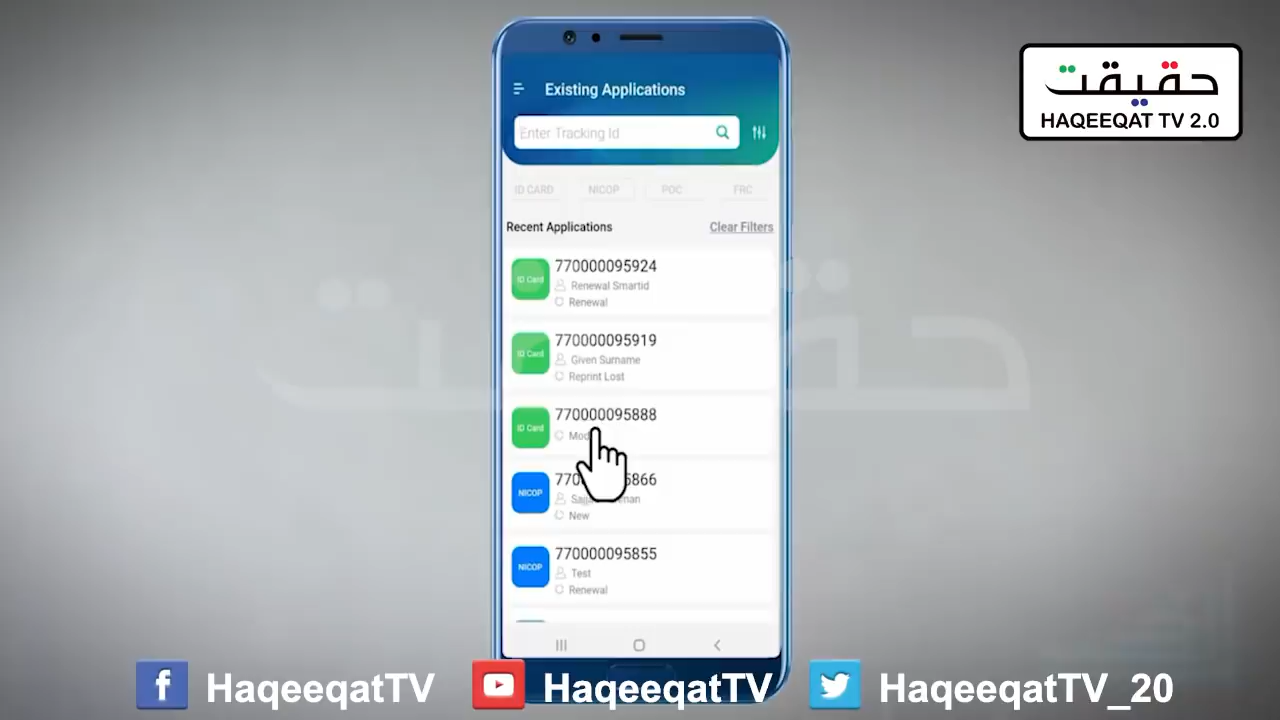 حقيقت
HAQEEQAT TV 2.0
Existing Applications
Enter Tracking Id
ID CARD NICOP POC FRC
Recent Applications Clear Filters
ID Card
770000095924
Renewal Smartid
Renewal
ID Card
770000095919
Given Surname
Reprint Lost
ID Card
770000095888
NICOP
New
NICOP
770000095855
Test
Renewal
حقيقت
HaqeeqatTV HaqeeqatTV HaqeeqatTV_20